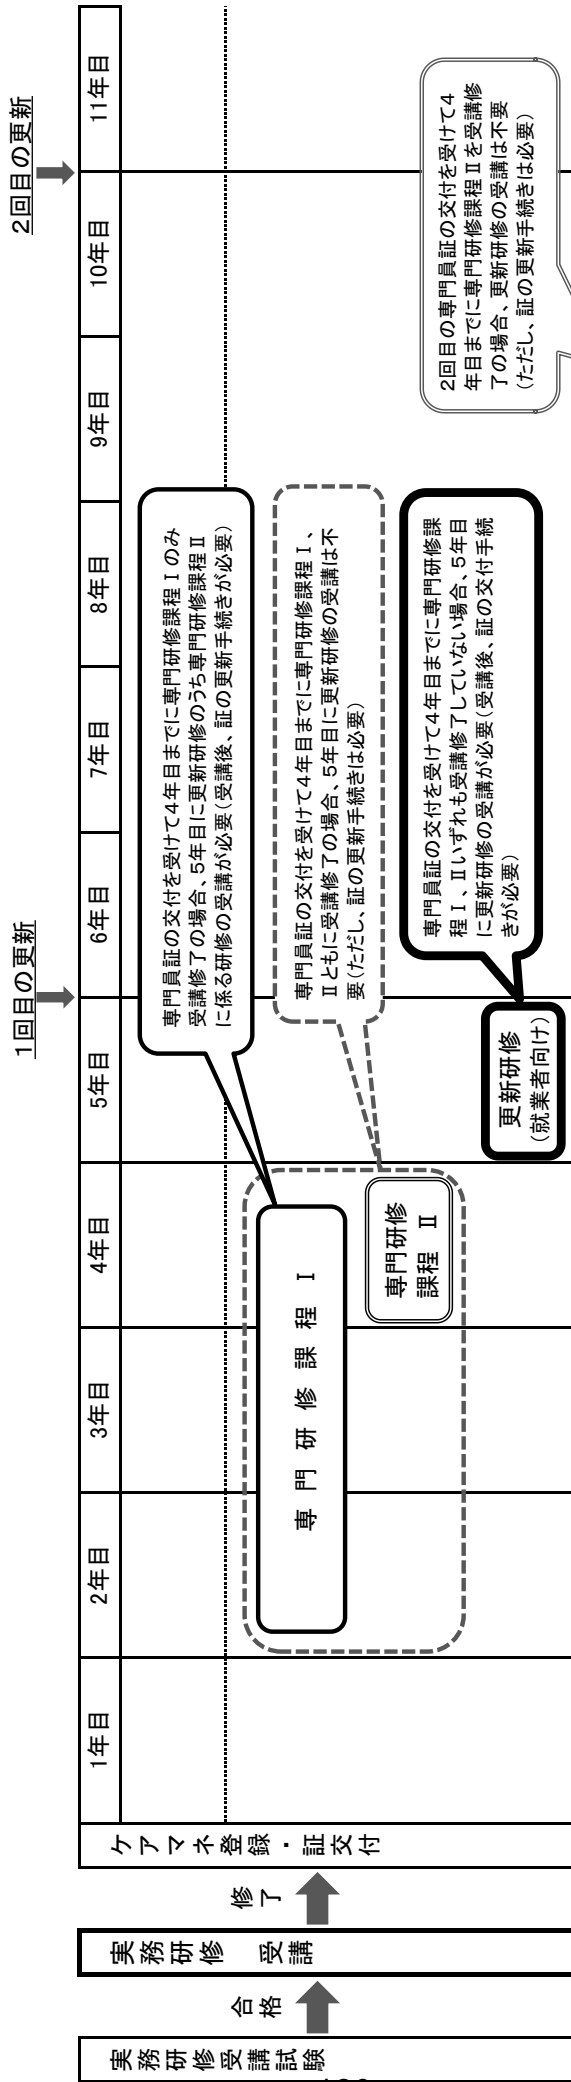 1回目の更新
2回目の更新
1年目
2年目
3年目
4年目
5年目
6年目
7年目
8年目
9年目
10年目
11年目
実務研修受講試験
合格
実務研修 受講
修了
ケアマネ登録・証交付
専門員証の交付を受けて4年目までに専門研修課程Ⅰのみ
受講修了の場合、5年目に更新研修のうち専門研修課程Ⅱ
に係る研修の受講が必要(受講後、証の更新手続きが必要)
専門研修課程 Ⅰ
専門員証の交付を受けて4年目までに専門研修課程Ⅰ、
Ⅱともに受講修了の場合、5年目に更新研修の受講は不
要(ただし、証の更新手続きは必要)
専門研修
課程 Ⅱ
専門員証の交付を受けて4年目までに専門研修課
程Ⅰ、Ⅱいずれも受講修了していない場合、5年目
に更新研修の受講が必要(受講後、証の交付手続
きが必要)
更新研修
(就業者向け)
2回目の専門員証の交付を受けて4
年目までに専門研修課程Ⅱを受講修
了の場合、更新研修の受講は不要
(ただし、証の更新手続きは必要)